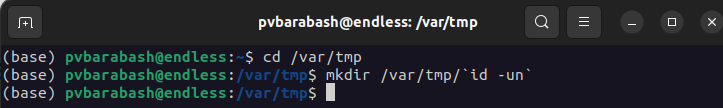 pvbarabash@endless: /var/tmp
(base) pvbarabash@endless:~$ cd /var/tmp
(base) pvbarabash@endless:/var/tmp$ mkdir /var/tmp/`id -un`
(base) pvbarabash@endless:/var/tmp$